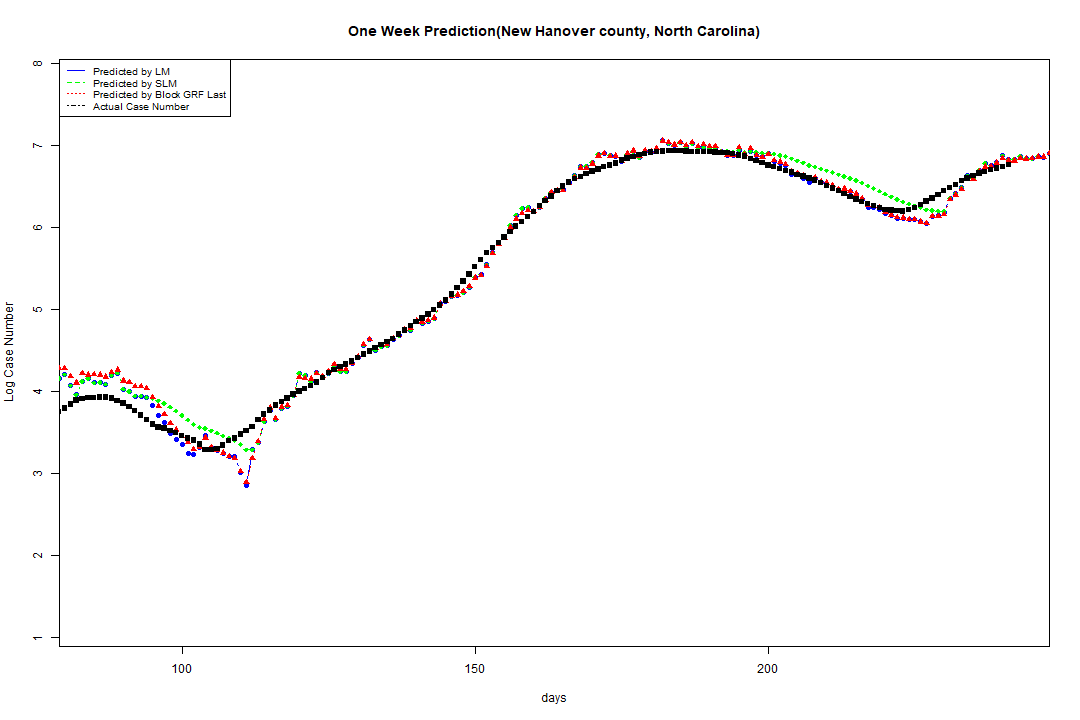 One Week Prediction(New Hanover county, North Carolina)
Predicted by LM
Predicted by SLM
Predicted by Block GRF Last
Actual Case Number
8
7
6
5
4
3
2
1
Log Case Number
100 150 200
days